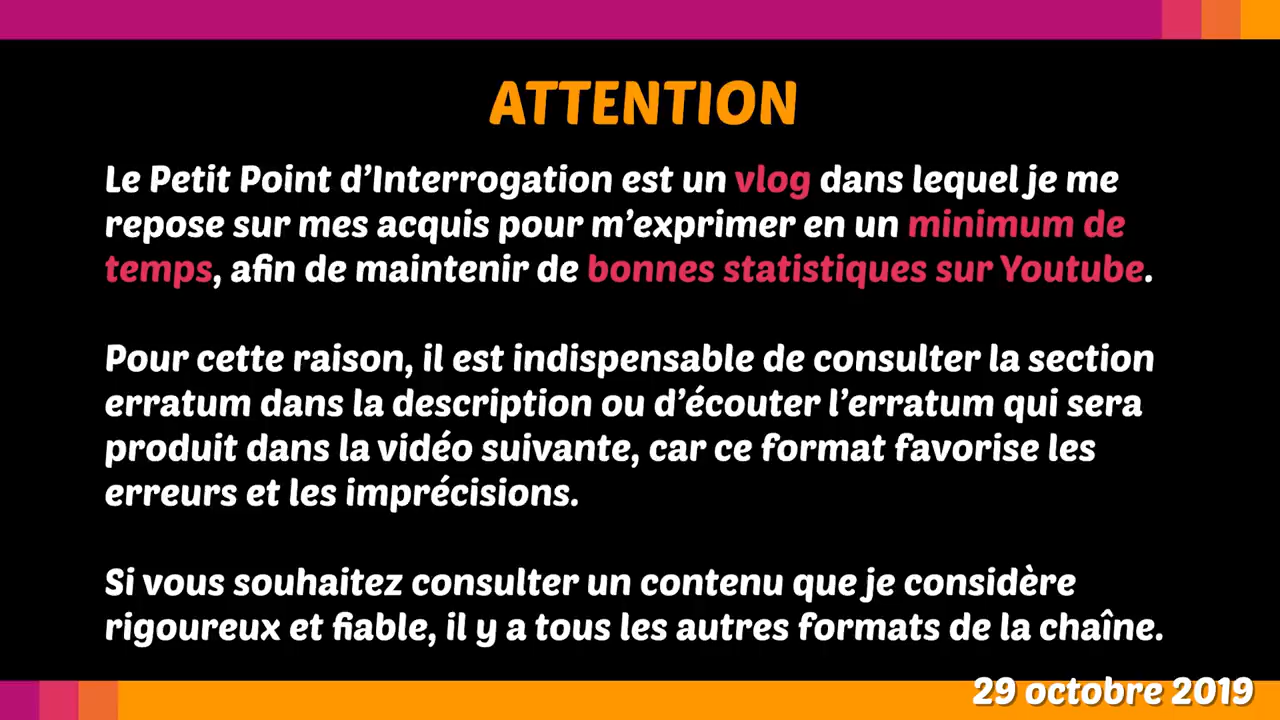 ATTENTION
Le Petit Point d’Interrogation est un vlog dans lequel je me
repose sur mes acquis pour m’exprimer en un minimum de
temps, afin de maintenir de bonnes statistiques sur Youtube.
Pour cette raison, il est indispensable de consulter la section
erratum dans la description ou d’écouter l’erratum qui sera
produit dans la vidéo suivante, car ce format favorise les
erreurs et les imprécisions.
Si vous souhaitez consulter un contenu que je considère
rigoureux et fiable, il y a tous les autres formats de la chaîne.
29 octobre 2019